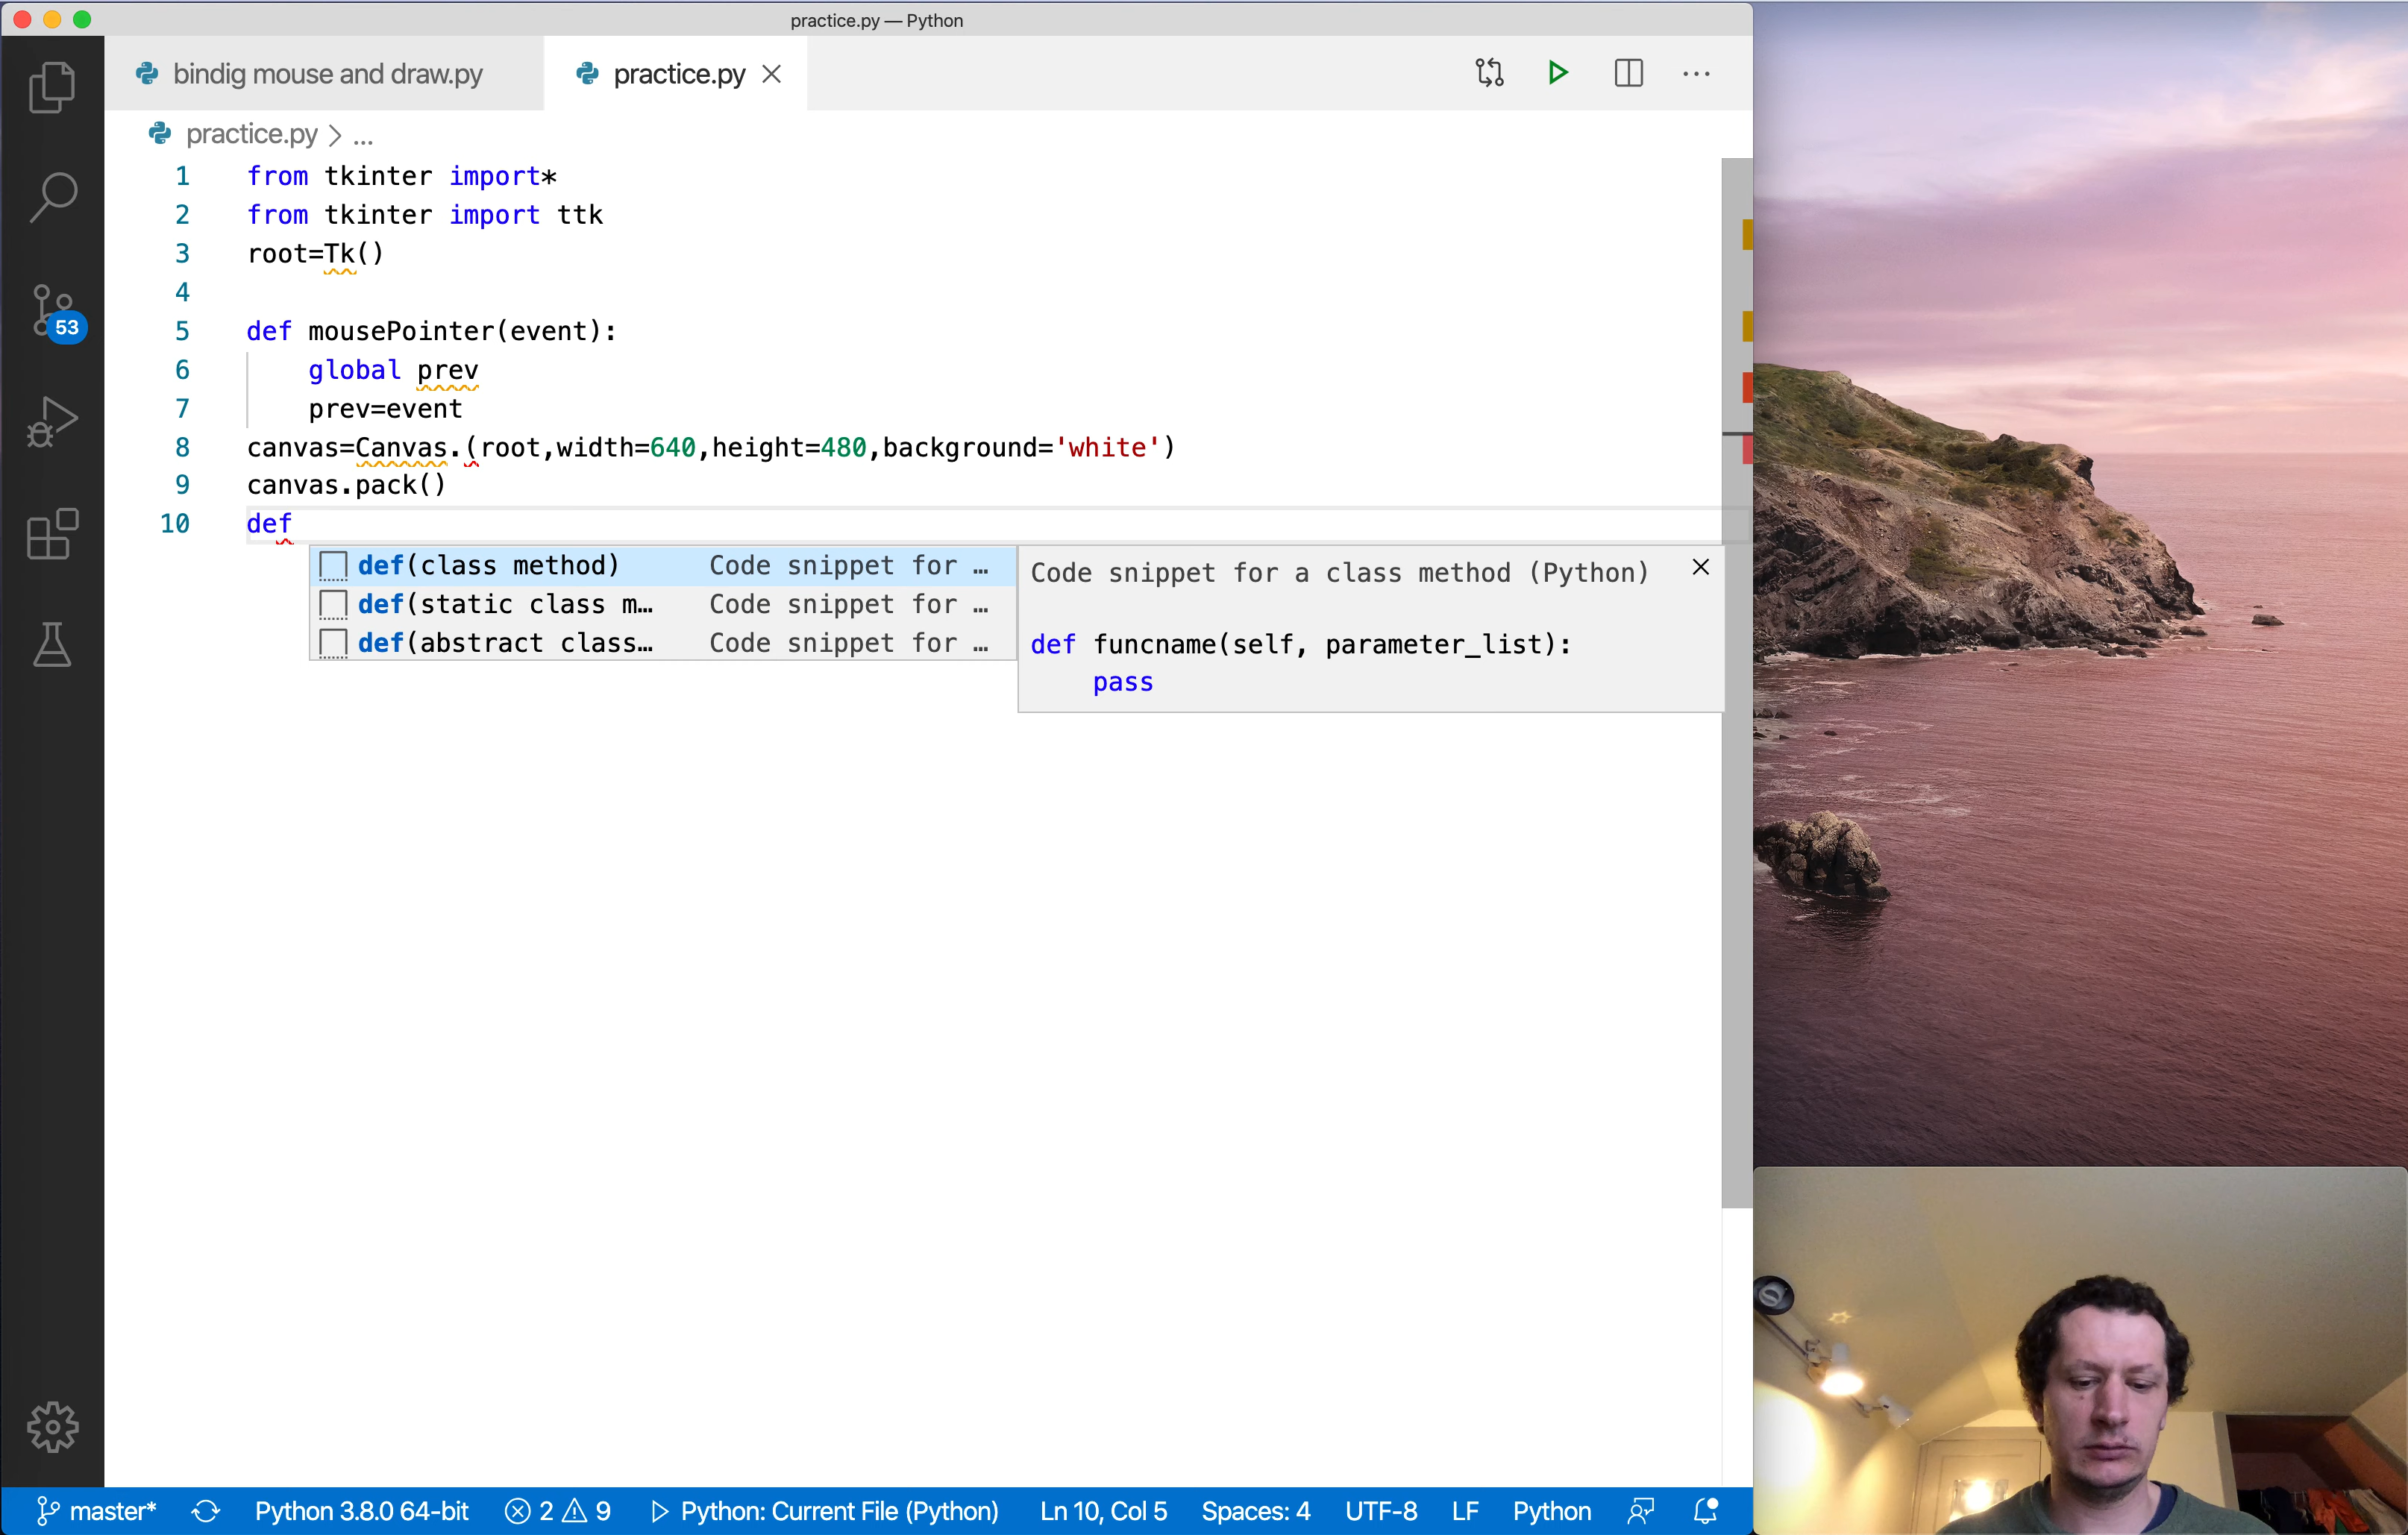 practice.py — Python
bindig mouse and draw.py
practice.py
practice.py > ...
1 from tkinter import*
2 from tkinter import ttk
3 root=Tk()
4
5 def mousePointer(event):
6 global prev
7 prev=event
8 canvas=Canvas.(root,width=640,height=480,background='white')
9 canvas.pack()
10 def
53
def(class method) Code snippet for …
def(static class m… Code snippet for …
def(abstract class… Code snippet for …
Code snippet for a class method (Python)
def funcname(self, parameter_list):
pass
master* Python 3.8.0 64-bit 2 9 Python: Current File (Python) Ln 10, Col 5 Spaces: 4 UTF-8 LF Python